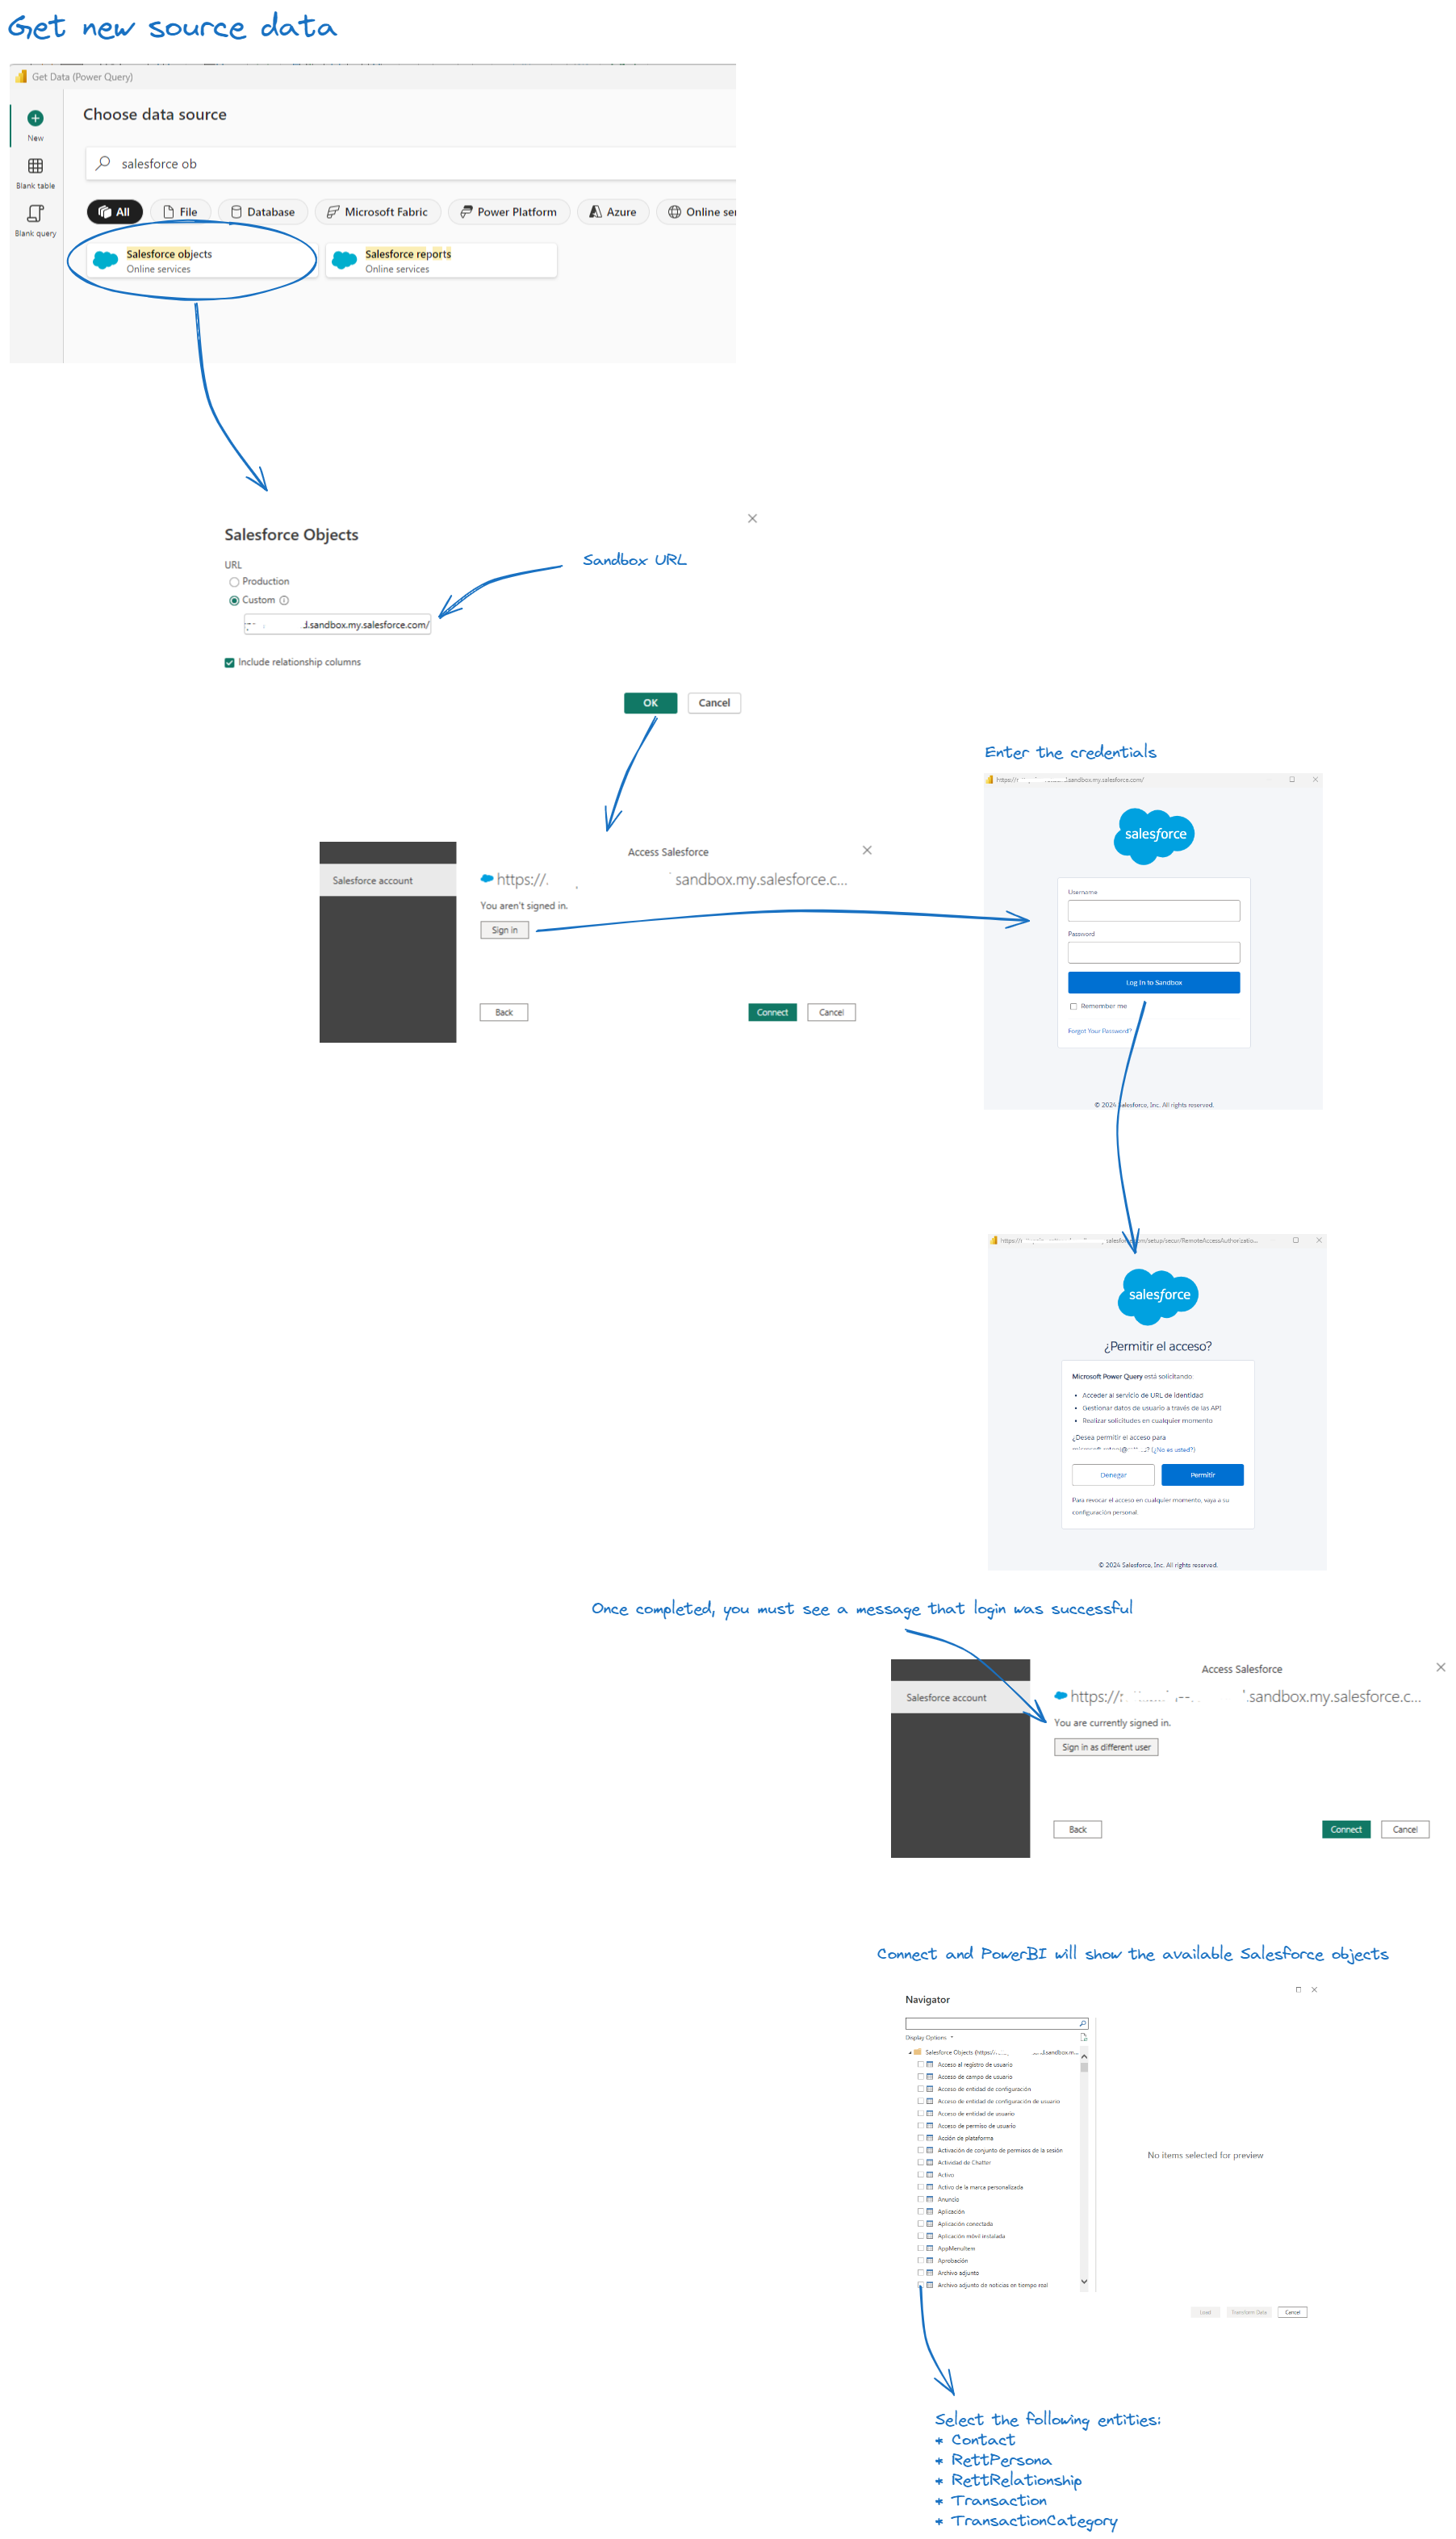 Get new source data
Get Data (Power Query)
New
Blank table
Blank query
Choose data source
salesforce ob
All
File
Database
Microsoft Fabric
Power Platform
Azure
Online ser
Salesforce objects
Online services
Salesforce reports
Online services
Salesforce Objects
URL
Production
Custom
Sandbox URL
d.sandbox.my.salesforce.com/
Include relationship columns
OK
Cancel
Access Salesforce
Salesforce account
https://.
sandbox.my.salesforce.c...
You aren't signed in.
Sign in
Back
Connect
Cancel
Enter the credentials
sandbox.my.salesforce.com/
salesforce
Username
Password
Log In to Sandbox
Remember me
Forgot Your Password?
© 2024 Salesforce, Inc. All rights reserved.
/setup/secur/RemoteAccessAuthorizatio...
salesforce
¿Permitir el acceso?
Microsoft Power Query está solicitando:
• Acceder al servicio de URL de identidad
• Gestionar datos de usuario a través de las API
• Realizar solicitudes en cualquier momento
¿Desea permitir el acceso para
(¿No es usted?)
Denegar
Permitir
Para revocar el acceso en cualquier momento, vaya a su
configuración personal.
© 2024 Salesforce, Inc. All rights reserved.
Once completed, you must see a message that login was successful
Access Salesforce
Salesforce account
https://
.sandbox.my.salesforce.c...
You are currently signed in.
Sign in as different user
Back
Connect
Cancel
Connect and PowerBI will show the available Salesforce objects
Navigator
Display Options
Salesforce Objects (https:/
.sandbox.m...
Acceso al registro de usuario
Acceso de campo de usuario
Acceso de entidad de configuración
Acceso de entidad de configuración de usuario
Acceso de entidad de usuario
Acceso de permiso de usuario
Acción de plataforma
Activación de conjunto de permisos de la sesión
Actividad de Chatter
Activo
Activo de la marca personalizada
Anuncio
Aplicación
Aplicación conectada
Aplicación móvil instalada
AppMenuItem
Aprobación
Archivo adjunto
Archivo adjunto de noticias en tiempo real
No items selected for preview
Load
Transform Data
Cancel
Select the following entities:
* Contact
* RettPersona
* RettRelationship
* Transaction
* TransactionCategory